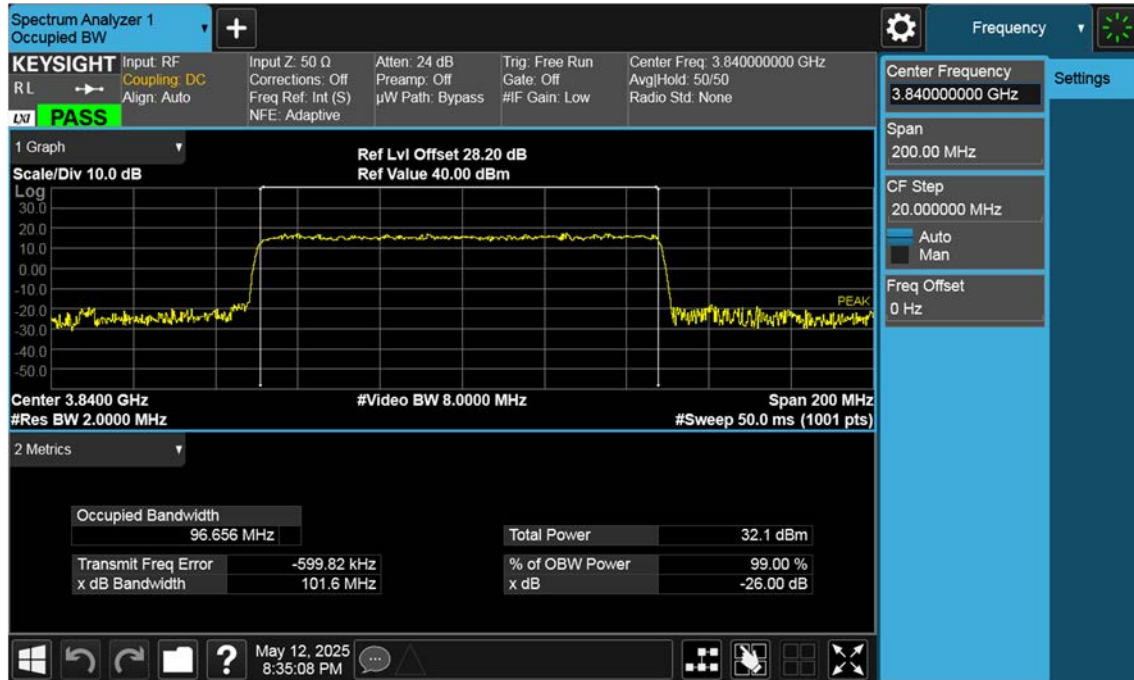 Spectrum Analyzer 1
Occupied BW
+
Frequency
KEYSIGHT
R L
LXI
PASS
Input: RF
Coupling: DC
Align: Auto
Input Z: 50 Ω
Corrections: Off
Freq Ref: Int (S)
NFE: Adaptive
Atten: 24 dB
Preamp: Off
µW Path: Bypass
Trig: Free Run
Gate: Off
#IF Gain: Low
Center Freq: 3.840000000 GHz
Avg|Hold: 50/50
Radio Std: None
Center Frequency
3.840000000 GHz
Settings
Span
200.00 MHz
CF Step
20.000000 MHz
Auto
Man
Freq Offset
0 Hz
1 Graph
Scale/Div 10.0 dB
Ref Lvl Offset 28.20 dB
Ref Value 40.00 dBm
Log
30.0
20.0
10.0
0.00
-10.0
-20.0
-30.0
-40.0
-50.0
PEAK
Center 3.8400 GHz
#Video BW 8.0000 MHz
Span 200 MHz
#Res BW 2.0000 MHz
#Sweep 50.0 ms (1001 pts)
2 Metrics
Occupied Bandwidth
96.656 MHz
Total Power 32.1 dBm
Transmit Freq Error -599.82 kHz
% of OBW Power 99.00 %
x dB Bandwidth 101.6 MHz
x dB -26.00 dB
?
May 12, 2025
8:35:08 PM